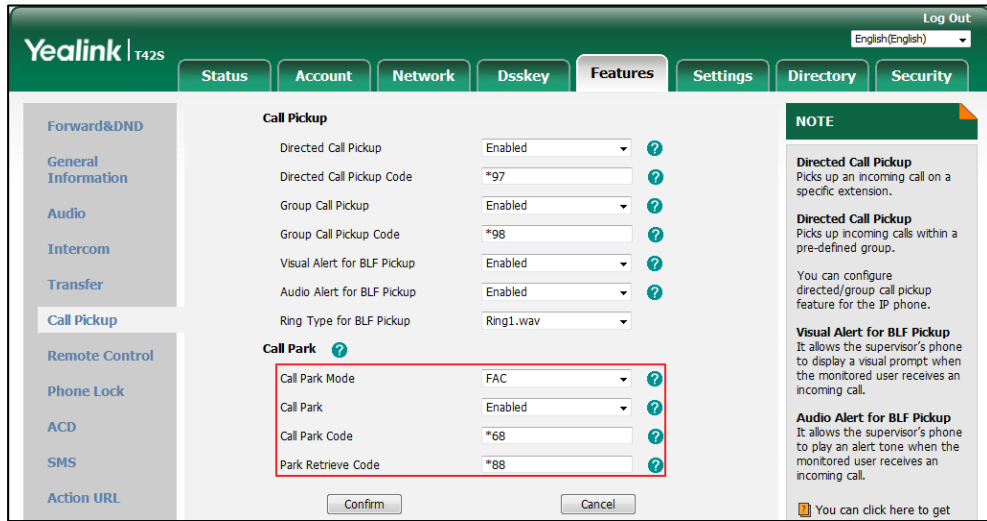 Log Out
Yealink T42S
English(English)
Status Account Network Dsskey Features Settings Directory Security
Forward&DND
General
Information
Audio
Intercom
Transfer
Call Pickup
Remote Control
Phone Lock
ACD
SMS
Action URL
Call Pickup
Directed Call Pickup Enabled
Directed Call Pickup Code *97
Group Call Pickup Enabled
Group Call Pickup Code *98
Visual Alert for BLF Pickup Enabled
Audio Alert for BLF Pickup Enabled
Ring Type for BLF Pickup Ring1.wav
Call Park
Call Park Mode FAC
Call Park Enabled
Call Park Code *68
Park Retrieve Code *88
Confirm Cancel
NOTE
Directed Call Pickup
Picks up an incoming call on a
specific extension.
Directed Call Pickup
Picks up incoming calls within a
pre-defined group.
You can configure
directed/group call pickup
feature for the IP phone.
Visual Alert for BLF Pickup
It allows the supervisor's phone
to display a visual prompt when
the monitored user receives an
incoming call.
Audio Alert for BLF Pickup
It allows the supervisor's phone
to play an alert tone when the
monitored user receives an
incoming call.
You can click here to get